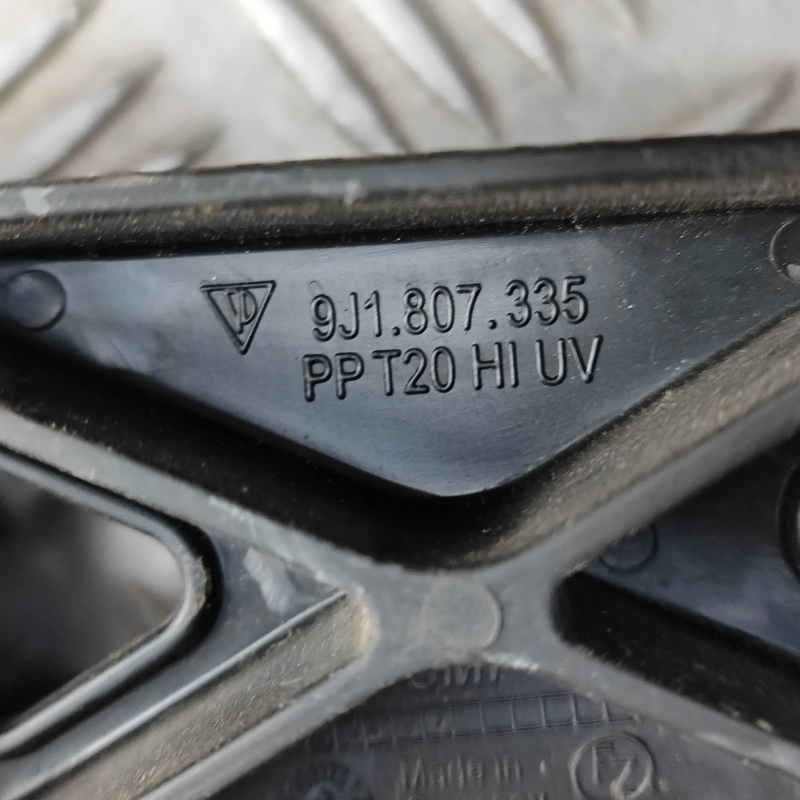 9J1.807.335
PP T20 HI UV
Made in